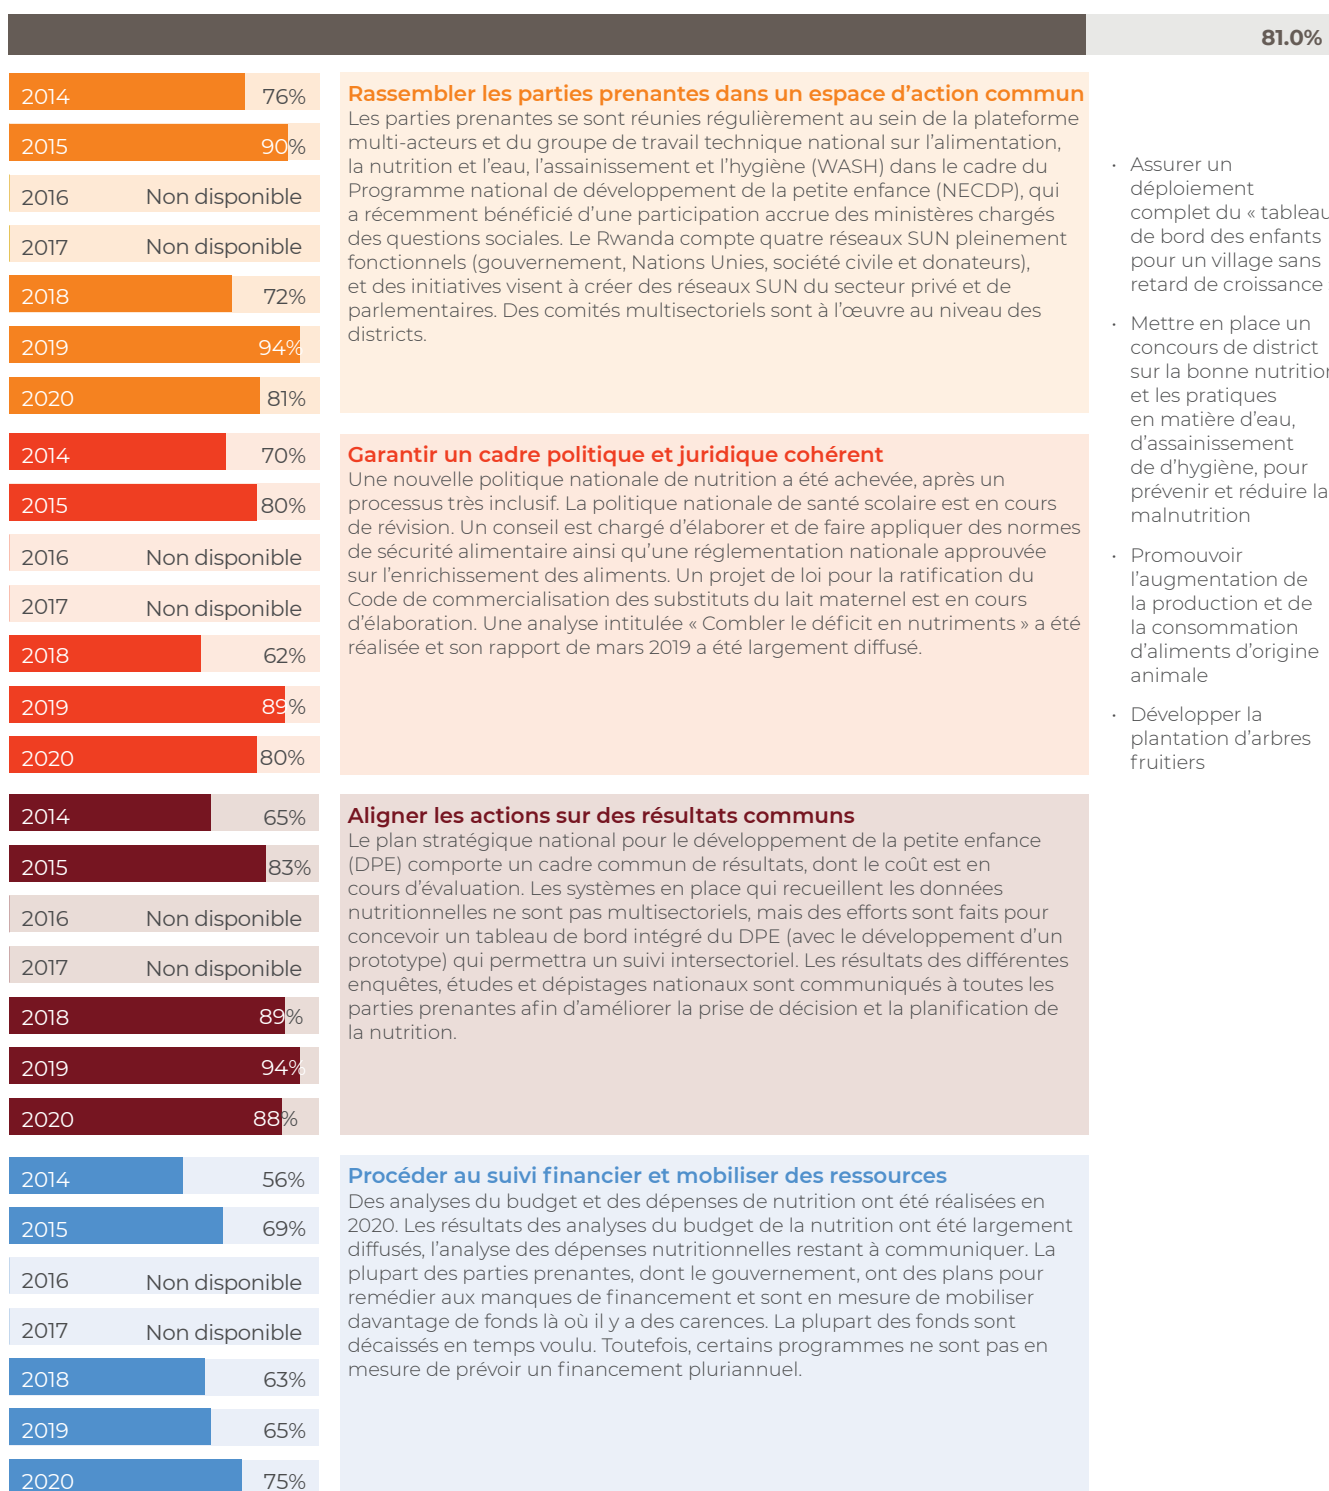 81.0%
2014 76%
2015 90%
2016 Non disponible
2017 Non disponible
2018 72%
2019 94%
2020 81%
Rassembler les parties prenantes dans un espace d’action commun
Les parties prenantes se sont réunies régulièrement au sein de la plateforme
multi-acteurs et du groupe de travail technique national sur l’alimentation,
la nutrition et l’eau, l’assainissement et l’hygiène (WASH) dans le cadre du
Programme national de développement de la petite enfance (NECDP), qui
a récemment bénéficié d’une participation accrue des ministères chargés
des questions sociales. Le Rwanda compte quatre réseaux SUN pleinement
fonctionnels (gouvernement, Nations Unies, société civile et donateurs),
et des initiatives visent à créer des réseaux SUN du secteur privé et de
parlementaires. Des comités multisectoriels sont à l’œuvre au niveau des
districts.
2014 70%
2015 80%
2016 Non disponible
2017 Non disponible
2018 62%
2019 89%
2020 80%
Garantir un cadre politique et juridique cohérent
Une nouvelle politique nationale de nutrition a été achevée, après un
processus très inclusif. La politique nationale de santé scolaire est en cours
de révision. Un conseil est chargé d’élaborer et de faire appliquer des normes
de sécurité alimentaire ainsi qu’une réglementation nationale approuvée
sur l’enrichissement des aliments. Un projet de loi pour la ratification du
Code de commercialisation des substituts du lait maternel est en cours
d’élaboration. Une analyse intitulée « Combler le déficit en nutriments » a été
réalisée et son rapport de mars 2019 a été largement diffusé.
2014 65%
2015 83%
2016 Non disponible
2017 Non disponible
2018 89%
2019 94%
2020 88%
Aligner les actions sur des résultats communs
Le plan stratégique national pour le développement de la petite enfance
(DPE) comporte un cadre commun de résultats, dont le coût est en
cours d’évaluation. Les systèmes en place qui recueillent les données
nutritionnelles ne sont pas multisectoriels, mais des efforts sont faits pour
concevoir un tableau de bord intégré du DPE (avec le développement d’un
prototype) qui permettra un suivi intersectoriel. Les résultats des différentes
enquêtes, études et dépistages nationaux sont communiqués à toutes les
parties prenantes afin d’améliorer la prise de décision et la planification de
la nutrition.
2014 56%
2015 69%
2016 Non disponible
2017 Non disponible
2018 63%
2019 65%
2020 75%
Procéder au suivi financier et mobiliser des ressources
Des analyses du budget et des dépenses de nutrition ont été réalisées en
2020. Les résultats des analyses du budget de la nutrition ont été largement
diffusés, l’analyse des dépenses nutritionnelles restant à communiquer. La
plupart des parties prenantes, dont le gouvernement, ont des plans pour
remédier aux manques de financement et sont en mesure de mobiliser
davantage de fonds là où il y a des carences. La plupart des fonds sont
décaissés en temps voulu. Toutefois, certains programmes ne sont pas en
mesure de prévoir un financement pluriannuel.
• Assurer un
déploiement
complet du « tableau
de bord des enfants
pour un village sans
retard de croissance
• Mettre en place un
concours de district
sur la bonne nutrition
et les pratiques
en matière d’eau,
d’assainissement
de d’hygiène, pour
prévenir et réduire la
malnutrition
• Promouvoir
l’augmentation de
la production et de
la consommation
d’aliments d’origine
animale
• Développer la
plantation d’arbres
fruitiers